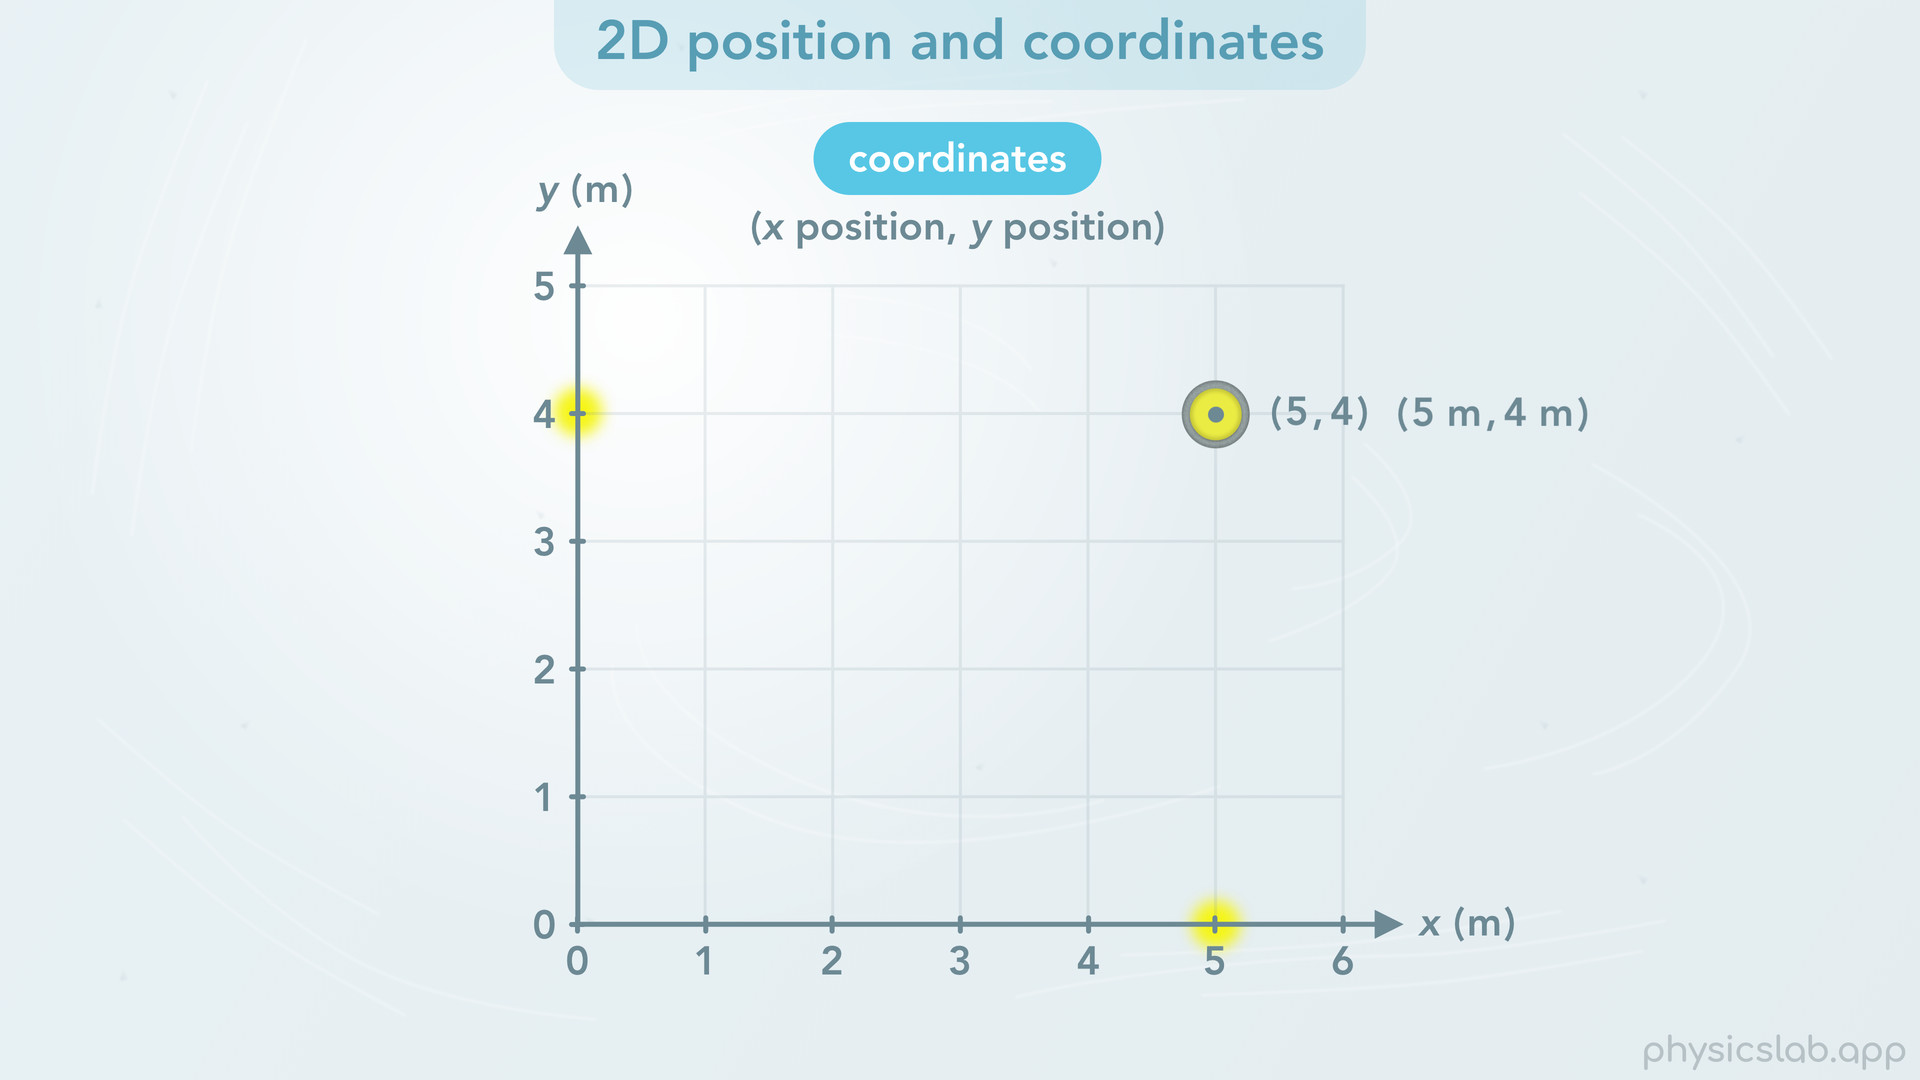 2D position and coordinates
coordinates
(x position, y position)
y (m)
5
4
(5,4) (5 m,4 m)
3
2
1
0
x (m)
0 1 2 3 4 5 6
physicslab.app